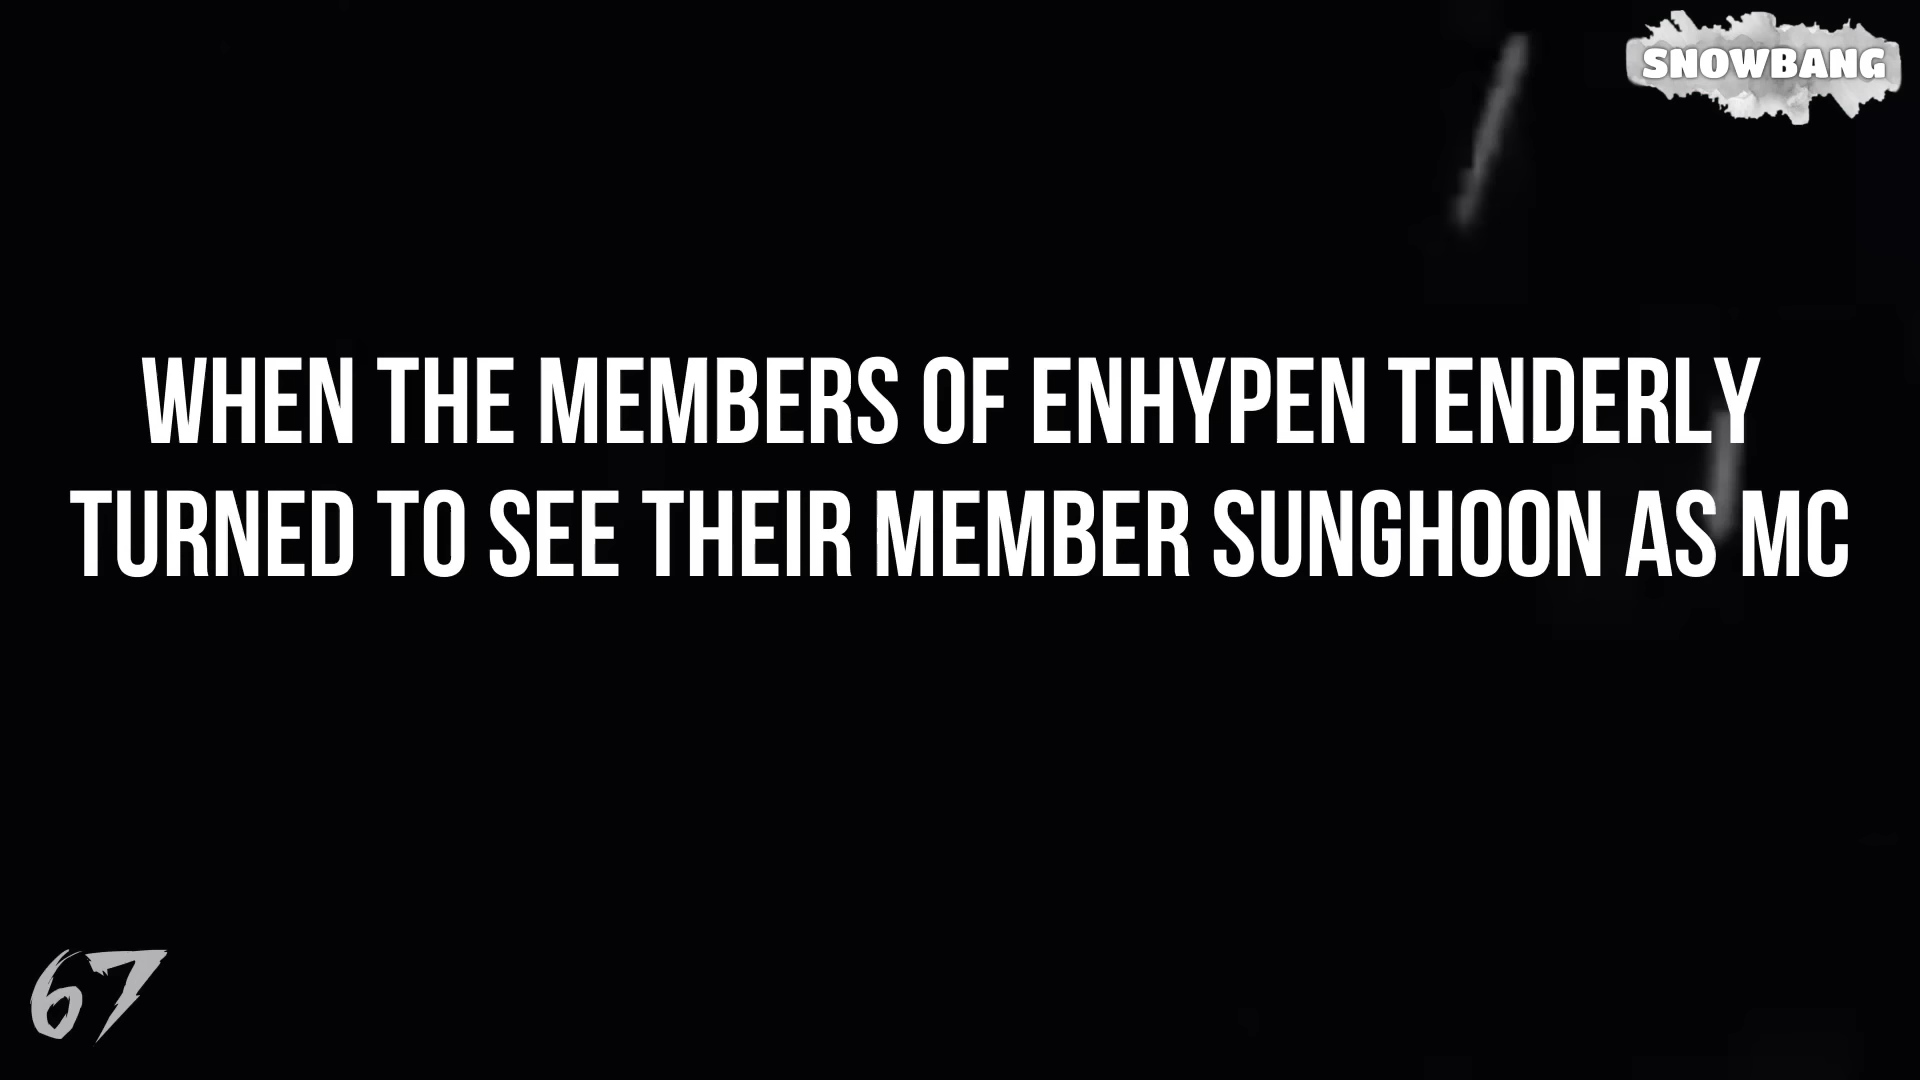 SNOWBANG
WHEN THE MEMBERS OF ENHYPEN TENDERLY
TURNED TO SEE THEIR MEMBER SUNGHOON AS MC
67